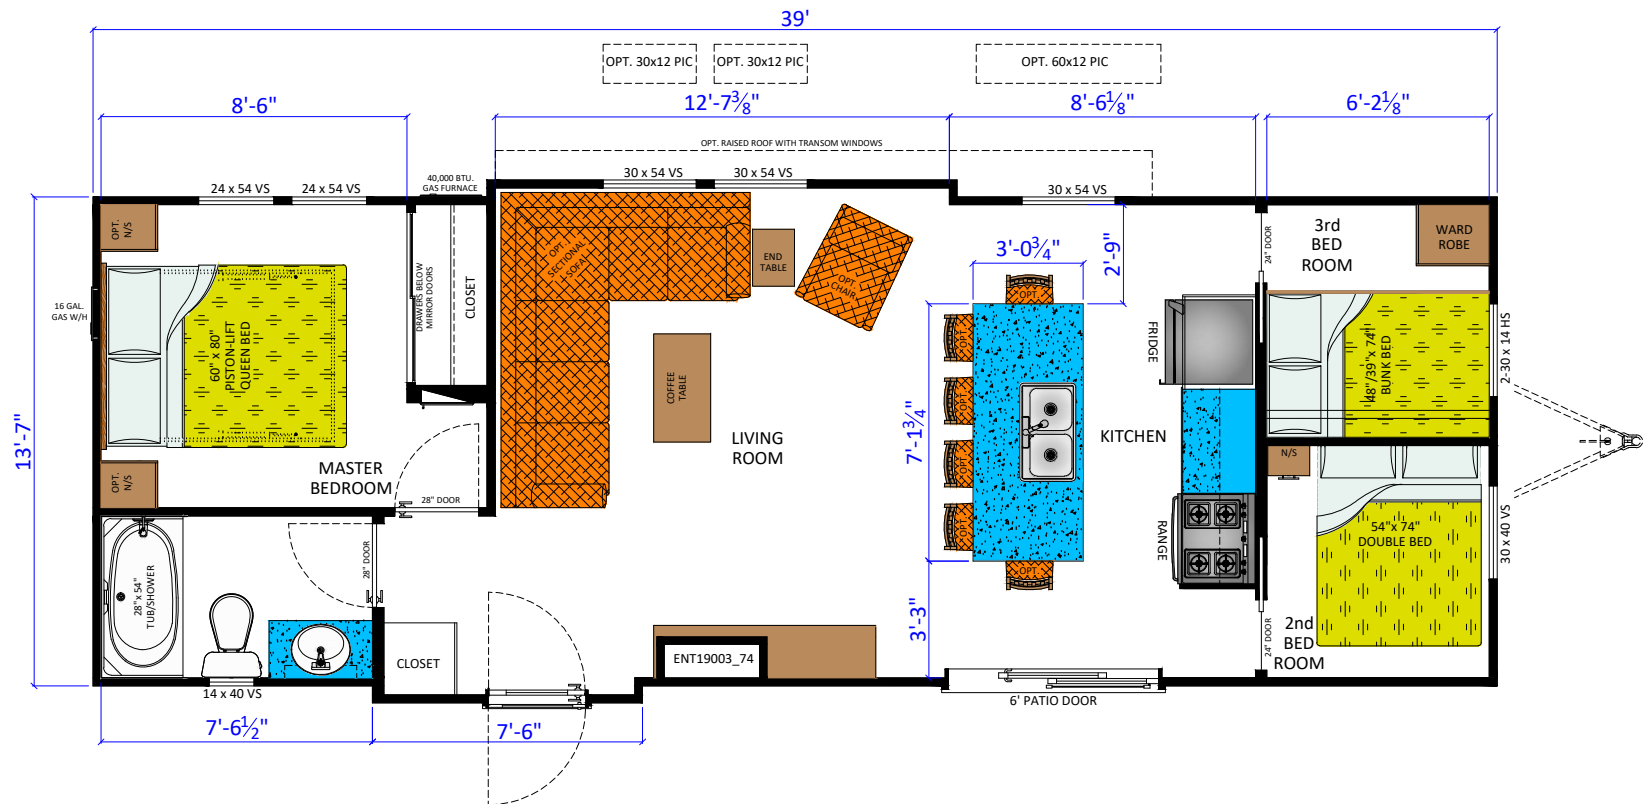 39'
OPT. 30x12 PIC
OPT. 30x12 PIC
OPT. 60x12 PIC
8'-6"
12'-7⅜"
8'-6⅛"
6'-2⅛"
OPT. RAISED ROOF WITH TRANSOM WINDOWS
24 x 54 VS
24 x 54 VS
40,000 BTU.
GAS FURNACE
30 x 54 VS
30 x 54 VS
30 x 54 VS
13'-7"
16 GAL.
GAS W/H
OPT.
N/S
60" x 80"
PISTON-LIFT
QUEEN BED
OPT.
N/S
MASTER
BEDROOM
DRAWERS BELOW
MIRROR DOORS
CLOSET
28" DOOR
28" DOOR
28"x 54"
TUB/SHOWER
14 x 40 VS
CLOSET
7'-6½"
7'-6"
OPT.
SECTIONAL
SOFA
END
TABLE
OPT.
CHAIR
COFFEE
TABLE
LIVING
ROOM
ENT19003_74
3'-0¾"
2'-9"
7'-1¾"
3'-3"
OPT.
OPT.
OPT.
OPT.
OPT.
OPT.
KITCHEN
FRIDGE
RANGE
6' PATIO DOOR
24" DOOR
3rd
BED
ROOM
WARD
ROBE
48"/39"x 74"
BUNK BED
2-30 x 14 HS
N/S
54"x 74"
DOUBLE BED
30 x 40 VS
24" DOOR
2nd
BED
ROOM